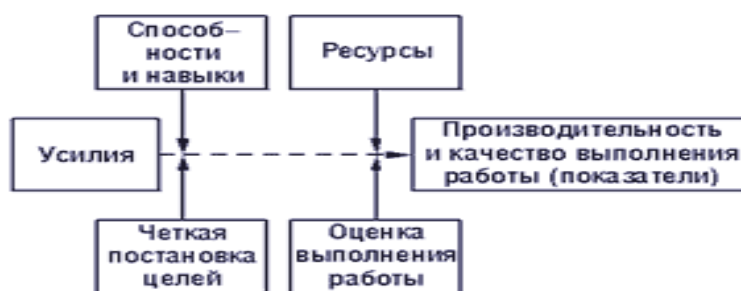 Способ–
ности
и навыки
Ресурсы
Усилия
Производительность
и качество выполнения
работы (показатели)
Четкая
постановка
целей
Оценка
выполнения
работы